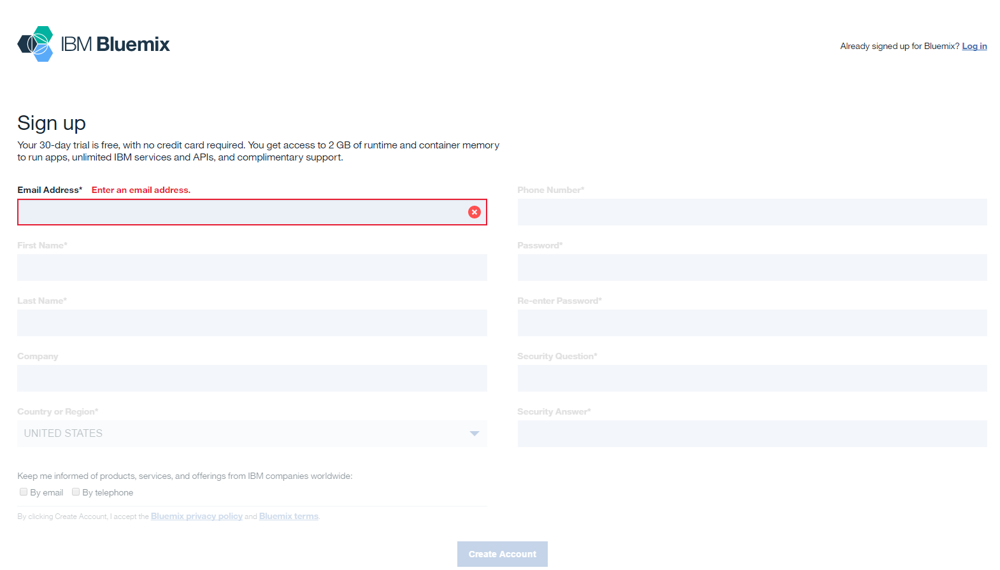 IBM Bluemix
Already signed up for Bluemix? Log in
Sign up
Your 30-day trial is free, with no credit card required. You get access to 2 GB of runtime and container memory
to run apps, unlimited IBM services and APIs, and complimentary support.
Email Address* Enter an email address.
Phone Number*
First Name*
Password*
Last Name*
Re-enter Password*
Company
Security Question*
Country or Region*
Security Answer*
UNITED STATES
Keep me informed of products, services, and offerings from IBM companies worldwide:
By email By telephone
By clicking Create Account, I accept the Bluemix privacy policy and Bluemix terms.
Create Account